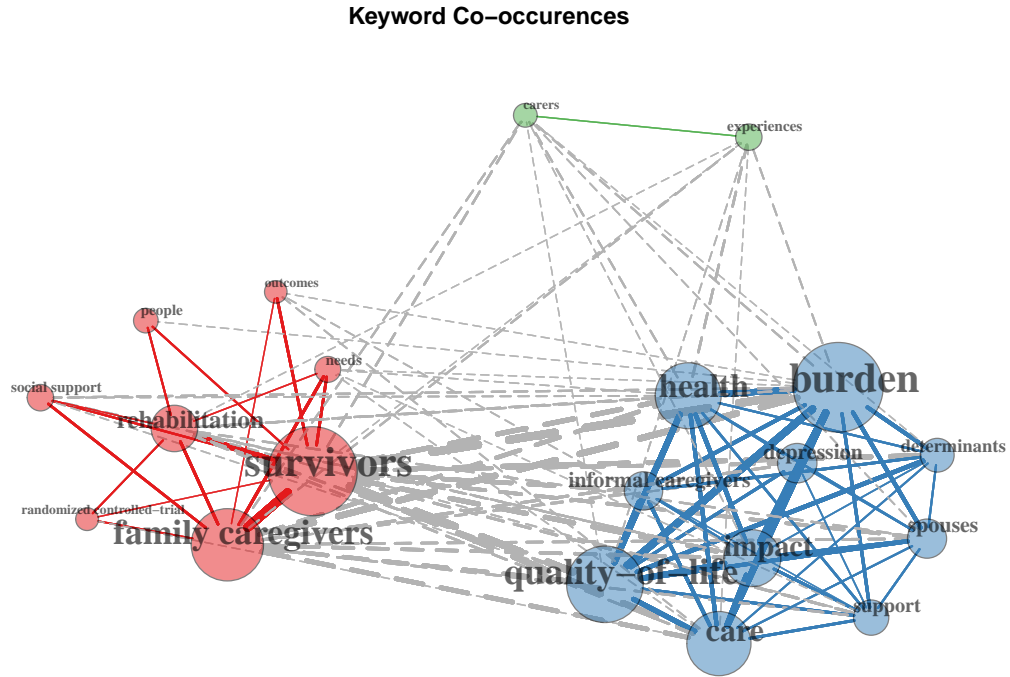 Keyword Co−occurences
carers
experiences
outcomes
people
needs
social support
health
burden
rehabilitation
survivors
depression
determinants
informal caregivers
randomized controlled−trial
family caregivers
spouses
impact
quality−of−life
support
care